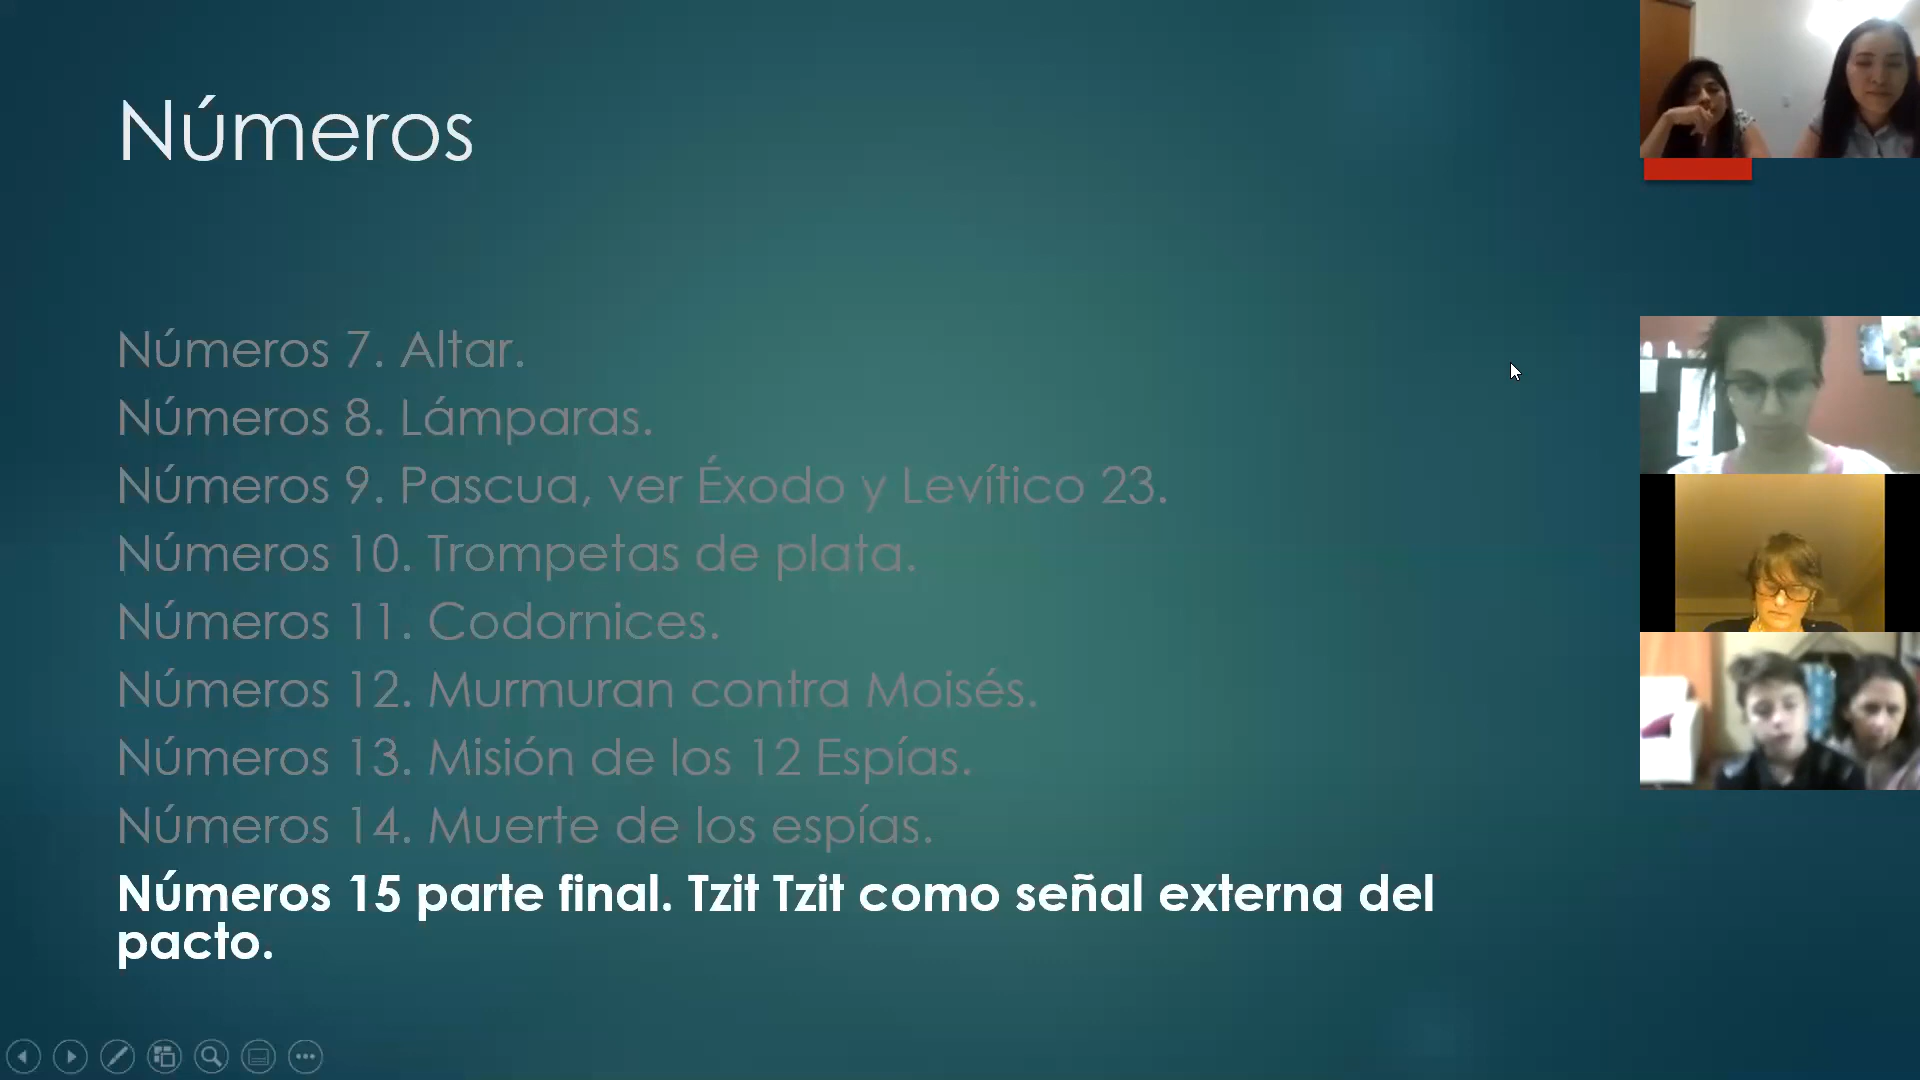 Números
Números 7. Altar.
Números 8. Lámparas.
Números 9. Pascua, ver Éxodo y Levítico 23.
Números 10. Trompetas de plata.
Números 11. Codornices.
Números 12. Murmuran contra Moisés.
Números 13. Misión de los 12 Espías.
Números 14. Muerte de los espías.
Números 15 parte final. Tzit Tzit como señal externa del
pacto.